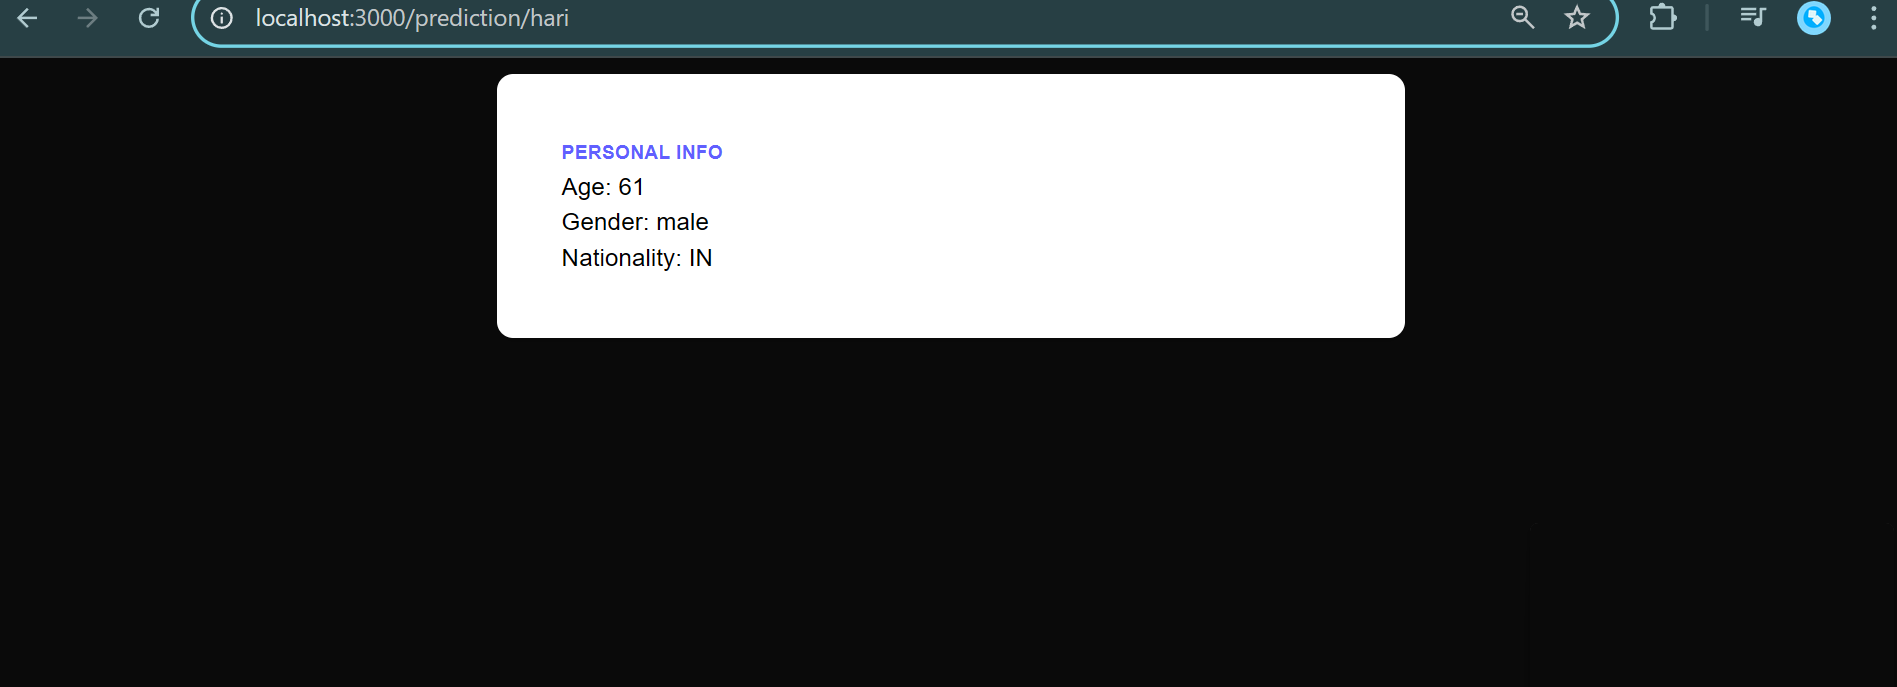 localhost:3000/prediction/hari
PERSONAL INFO
Age: 61
Gender: male
Nationality: IN